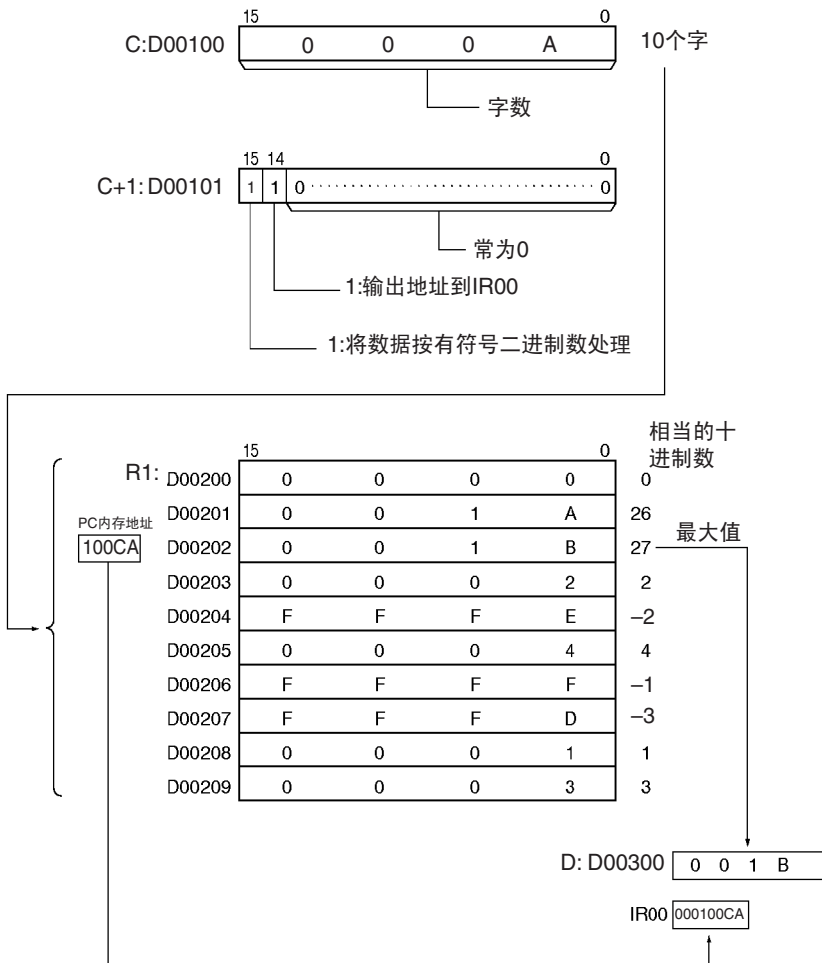 15 0
C:D00100 0 0 0 A 10个字
字数
15 14 0
C+1:D00101 1 1 0 0
常为0
1:输出地址到IR00
1:将数据按有符号二进制数处理
相当的十
进制数
15 0
R1: D00200 0 0 0 0 0
D00201 0 0 1 A 26
PC内存地址
100CA
D00202 0 0 1 B 27 最大值
D00203 0 0 0 2 2
D00204 F F F E –2
D00205 0 0 0 4 4
D00206 F F F F –1
D00207 F F F D –3
D00208 0 0 0 1 1
D00209 0 0 0 3 3
D: D00300 0 0 1 B
IR00 000100CA